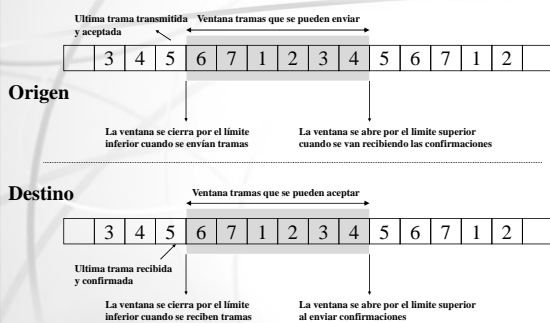 Ultima trama transmitida
y aceptada
Ventana tramas que se pueden enviar
3 4 5 6 7 1 2 3 4 5 6 7 1 2
Origen
La ventana se cierra por el límite
inferior cuando se envían tramas
La ventana se abre por el limite superior
cuando se van recibiendo las confirmaciones
Destino
Ventana tramas que se pueden aceptar
3 4 5 6 7 1 2 3 4 5 6 7 1 2
Ultima trama recibida
y confirmada
La ventana se cierra por el límite
inferior cuando se reciben tramas
La ventana se abre por el limite superior
al enviar confirmaciones